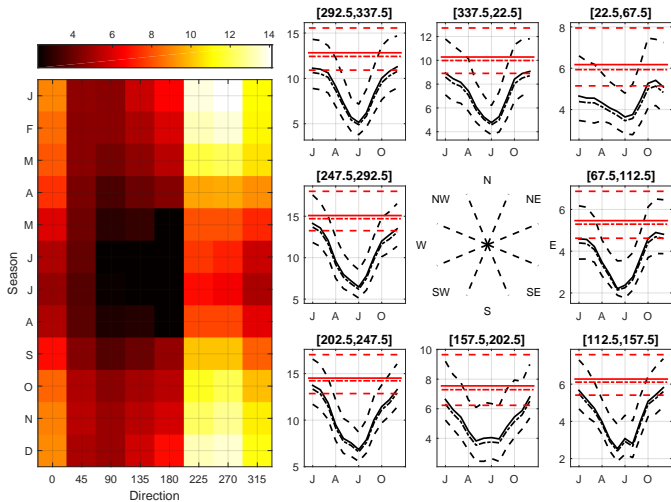 4 6 8 10 12 14
Season
J
F
M
A
M
J
J
A
S
O
N
D
0 45 90 135 180 225 270 315
Direction
[292.5,337.5]
15
10
5
J A J O
[337.5,22.5]
12
10
8
6
4
J A J O
[22.5,67.5]
8
6
4
J A J O
[247.5,292.5]
15
10
5
J A J O
N
NW NE
W E
SW SE
S
[67.5,112.5]
6
4
2
J A J O
[202.5,247.5]
15
10
5
J A J O
[157.5,202.5]
10
8
6
4
J A J O
[112.5,157.5]
6
4
2
J A J O